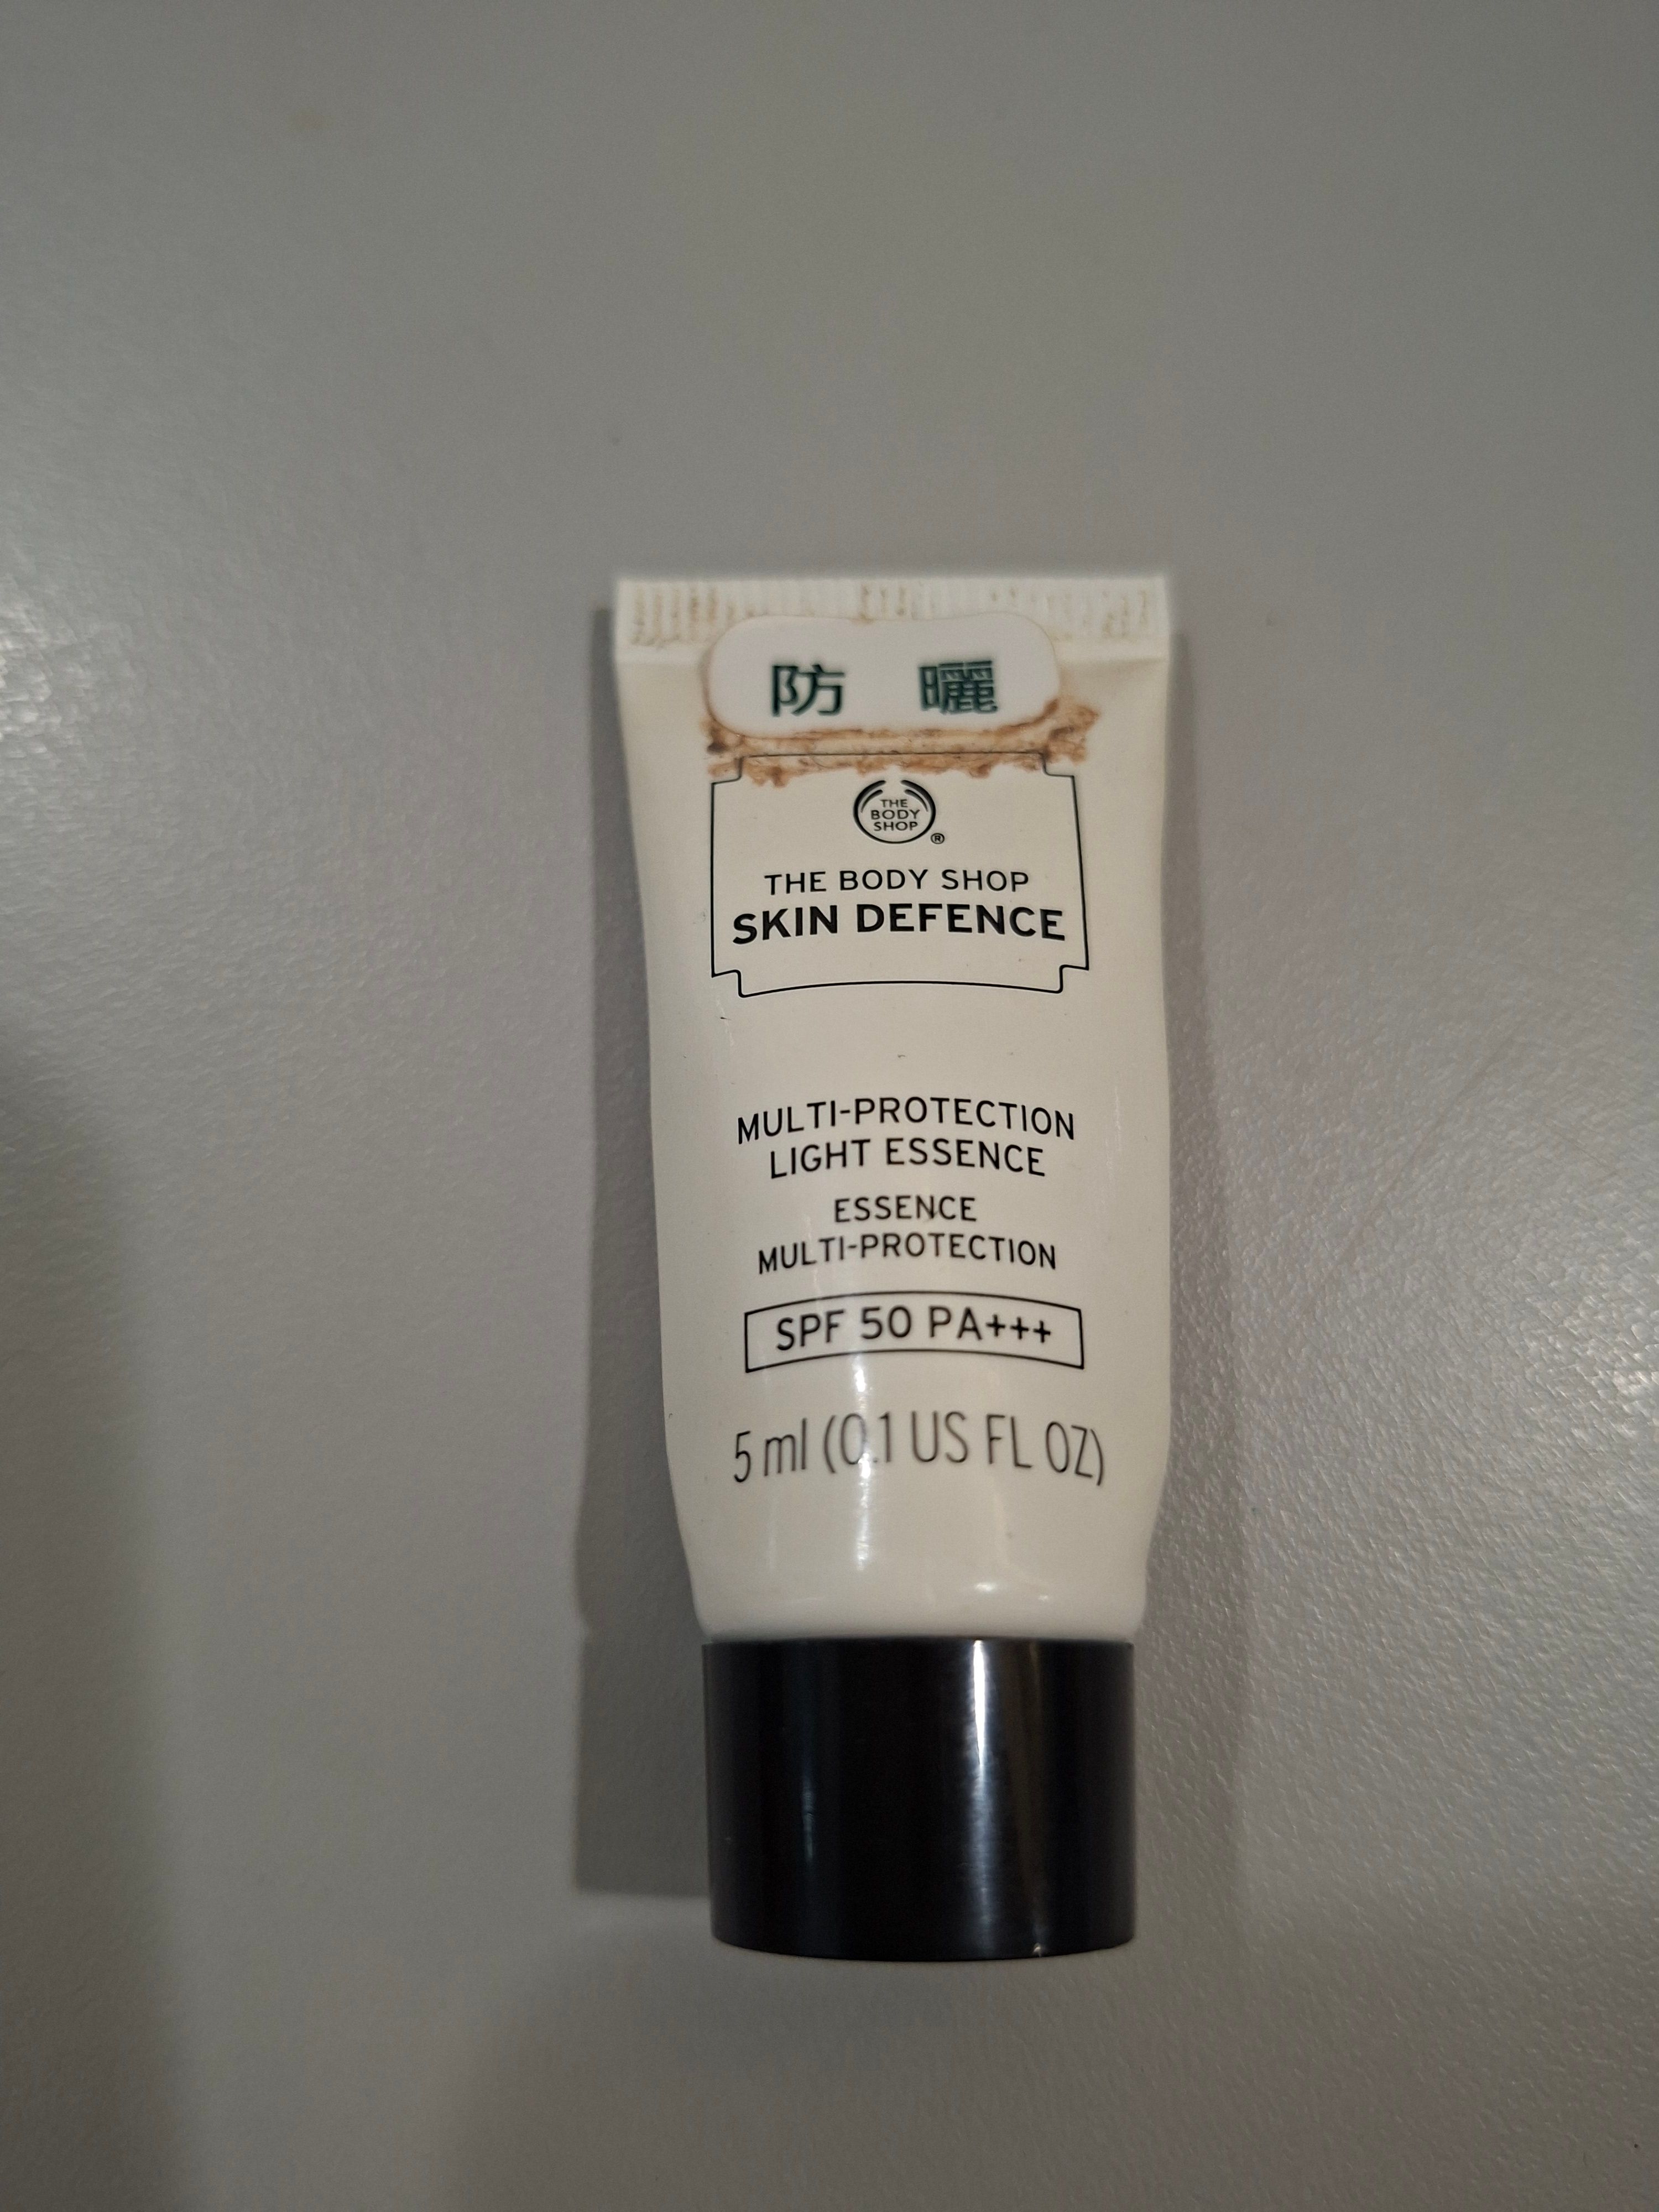 防 曬
THE
BODY
SHOP
®
THE BODY SHOP
SKIN DEFENCE
MULTI-PROTECTION
LIGHT ESSENCE
ESSENCE
MULTI-PROTECTION
SPF 50 PA+++
5 ml (0.1 US FL OZ)